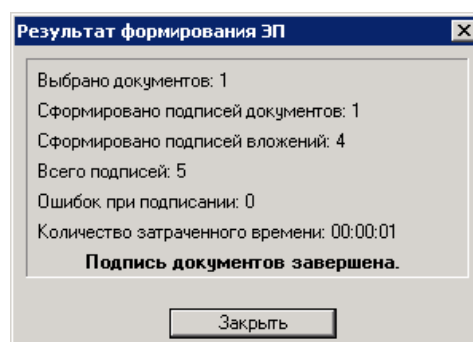 Результат формирования ЭП
Выбрано документов: 1
Сформировано подписей документов: 1
Сформировано подписей вложений: 4
Всего подписей: 5
Ошибок при подписании: 0
Количество затраченного времени: 00:00:01
Подпись документов завершена.
Закрыть